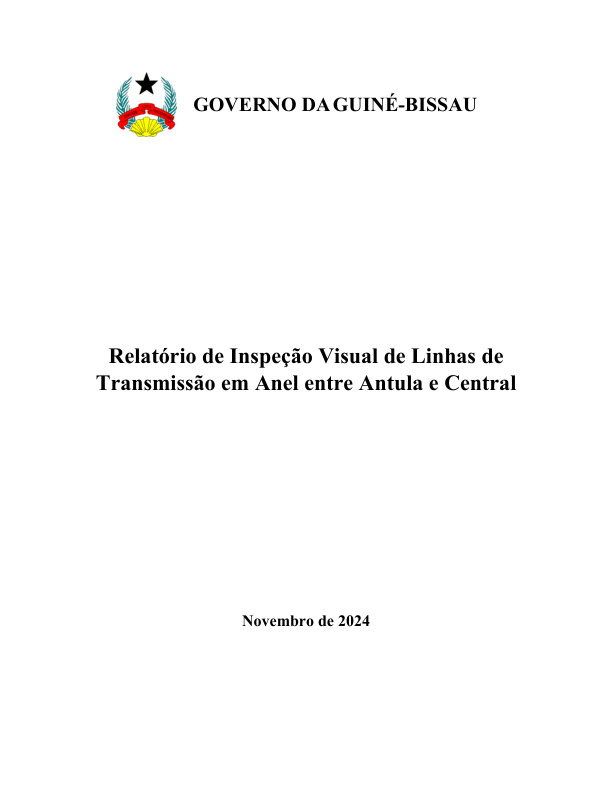 GOVERNO DA GUINÉ-BISSAU
Relatório de Inspeção Visual de Linhas de
Transmissão em Anel entre Antula e Central
Novembro de 2024